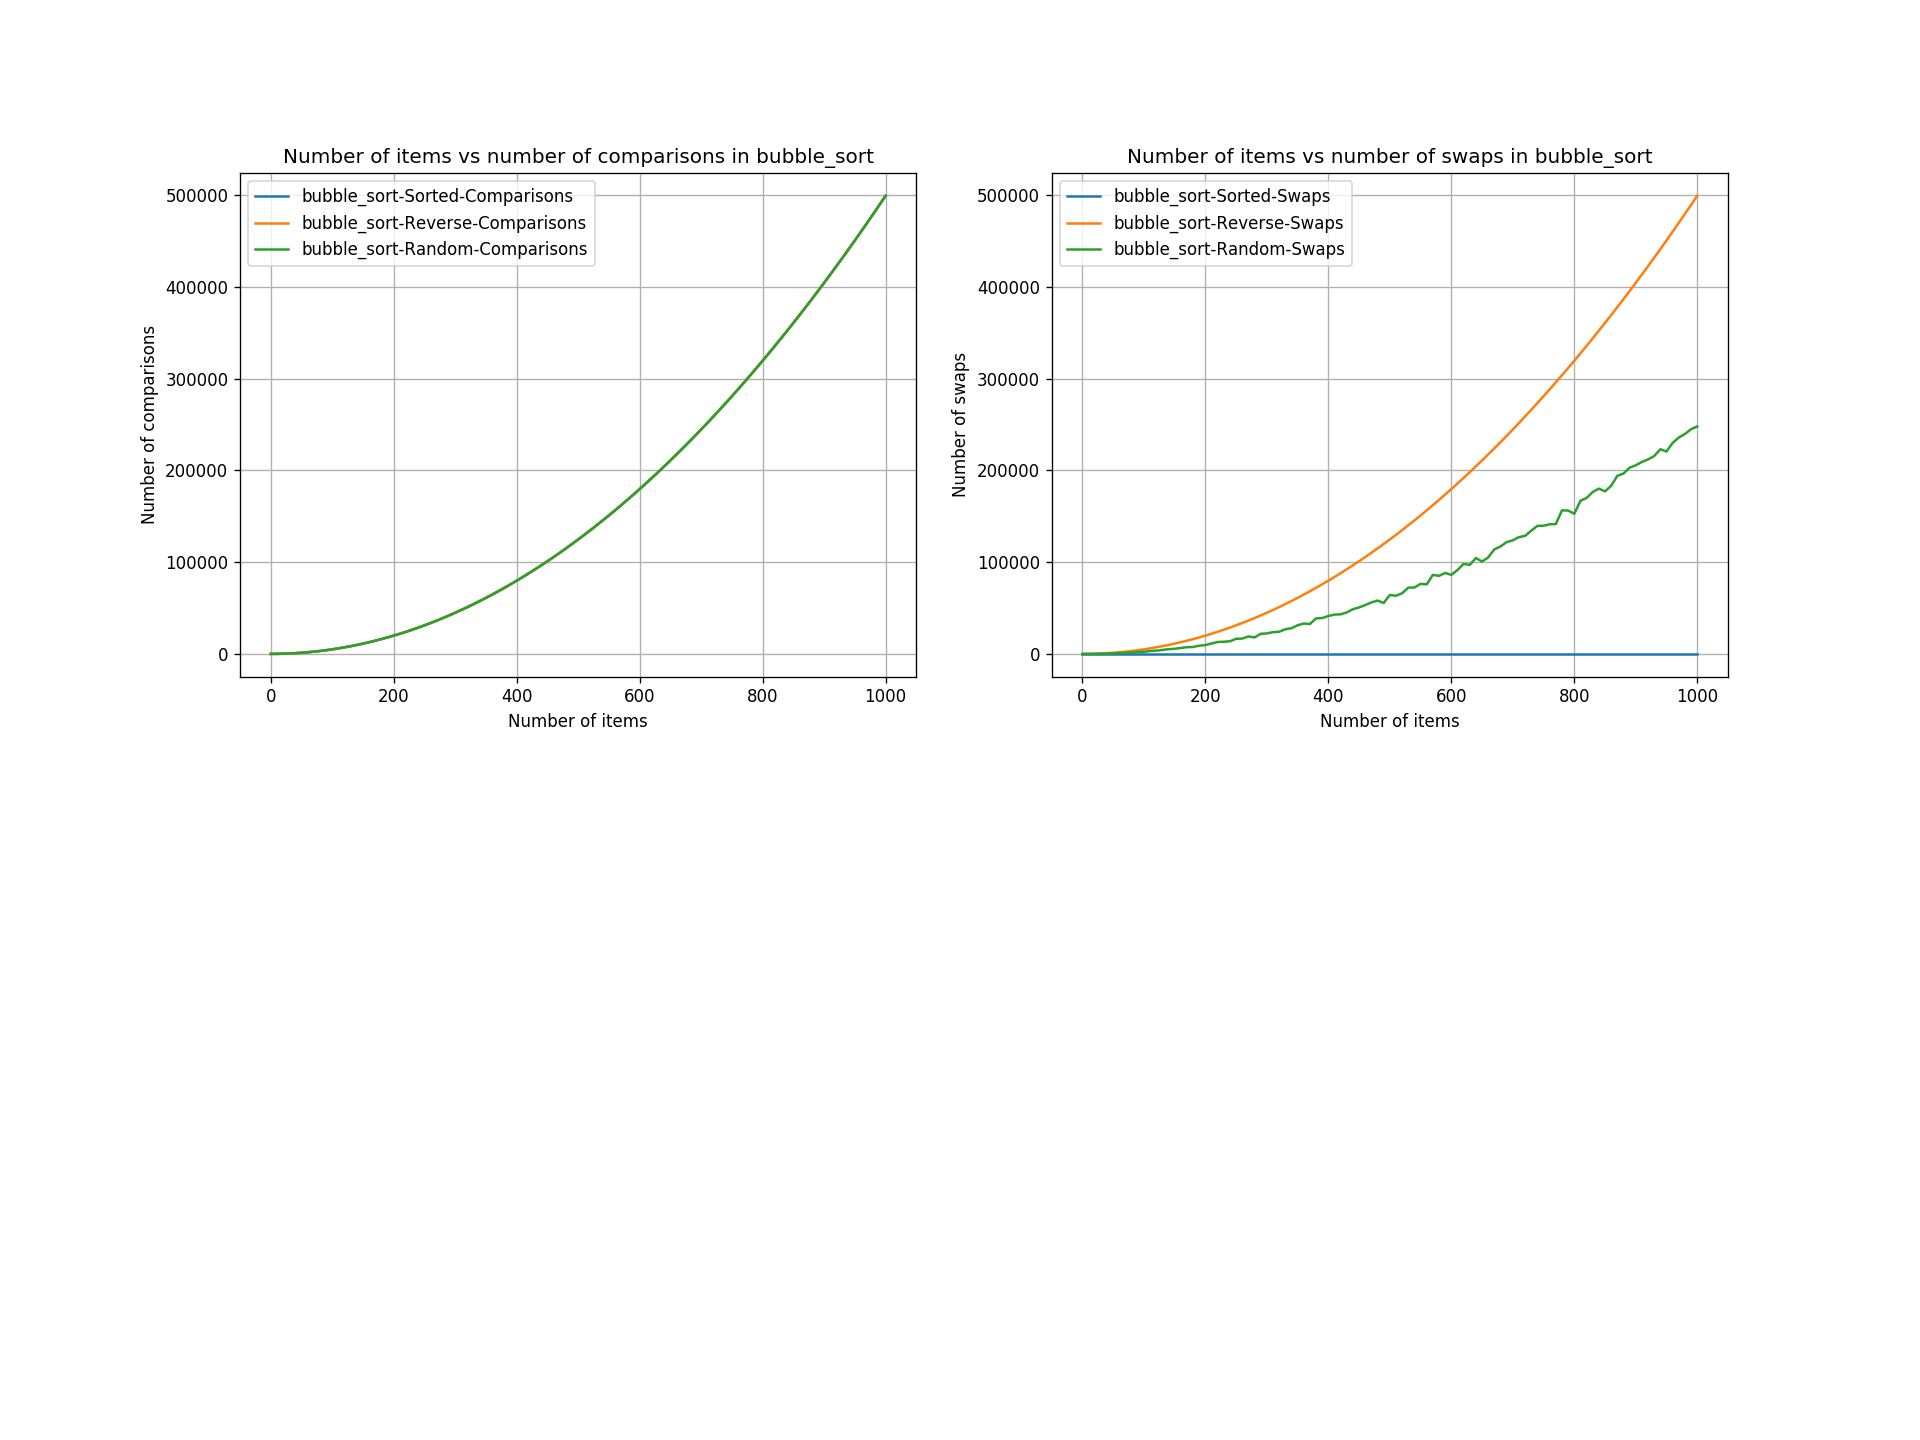 Number of items vs number of comparisons in bubble_sort
bubble_sort-Sorted-Comparisons
bubble_sort-Reverse-Comparisons
bubble_sort-Random-Comparisons
500000
400000
300000
200000
100000
0
Number of comparisons
0 200 400 600 800 1000
Number of items
Number of items vs number of swaps in bubble_sort
bubble_sort-Sorted-Swaps
bubble_sort-Reverse-Swaps
bubble_sort-Random-Swaps
500000
400000
300000
200000
100000
0
Number of swaps
0 200 400 600 800 1000
Number of items